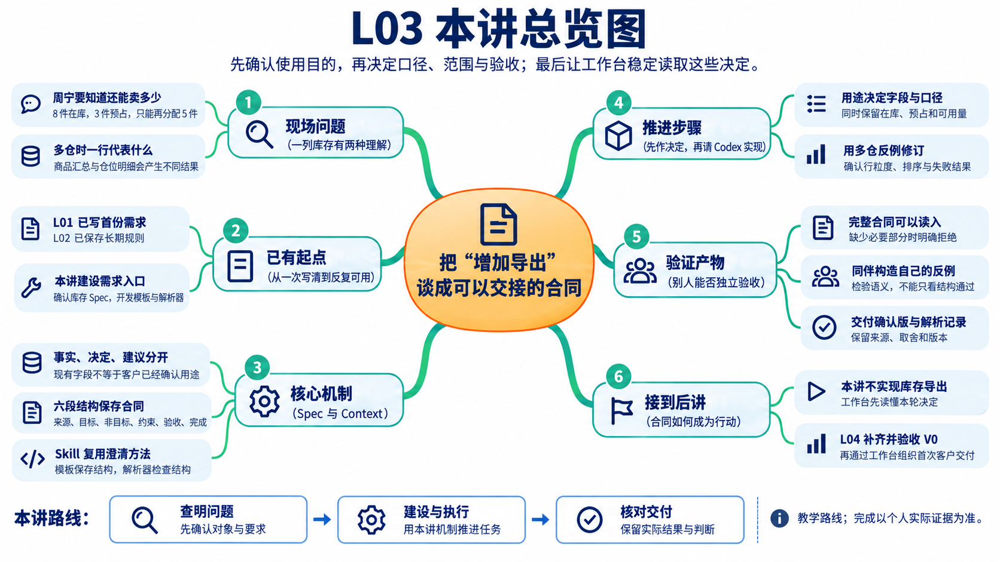 L03 本讲总览图
先确认使用目的，再决定口径、范围与验收；最后让工作台稳定读取这些决定。
1
现场问题
（一列库存有两种理解）
周宁要知道还能卖多少
8 件在库，3 件预占，只能再分配 5 件
多仓时一行代表什么
商品汇总与仓位明细会产生不同结果
2
已有起点
（从一次写清到反复可用）
L01 已写首份需求
L02 已保存长期规则
本讲建设需求入口
确认库存 Spec，开发模板与解析器
3
核心机制
（Spec 与 Context）
事实、决定、建议分开
现有字段不等于客户已经确认用途
六段结构保存合同
来源、目标、非目标、约束、验收、完成
Skill 复用澄清方法
模板保存结构，解析器检查结构
把“增加导出”
谈成可以交接的合同
4
推进步骤
（先作决定，再请 Codex 实现）
用途决定字段与口径
同时保留在库、预占和可用量
用多仓反例修订
确认行粒度、排序与失败结果
5
验证产物
（别人能否独立验收）
完整合同可以读入
缺少必要部分时明确拒绝
同伴构造自己的反例
检验语义，不能只看结构通过
交付确认版与解析记录
保留来源、取舍和版本
6
接到后讲
（合同如何成为行动）
本讲不实现库存导出
工作台先读懂本轮决定
L04 补齐并验收 V0
再通过工作台组织首次客户交付
本讲路线：
查明问题
先确认对象与要求
建设与执行
用本讲机制推进任务
核对交付
保留实际结果与判断
教学路线；完成以个人实际证据为准。